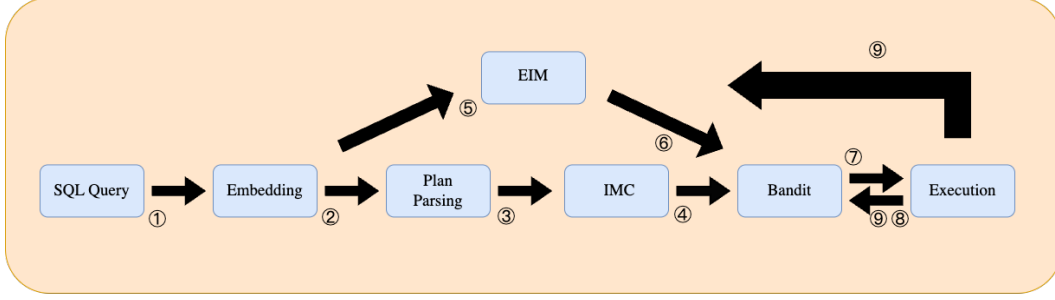 ⑨
EIM
⑤
⑥
⑦
SQL Query
Embedding
Plan
Parsing
IMC
Bandit
Execution
①
②
③
④
⑨ ⑧